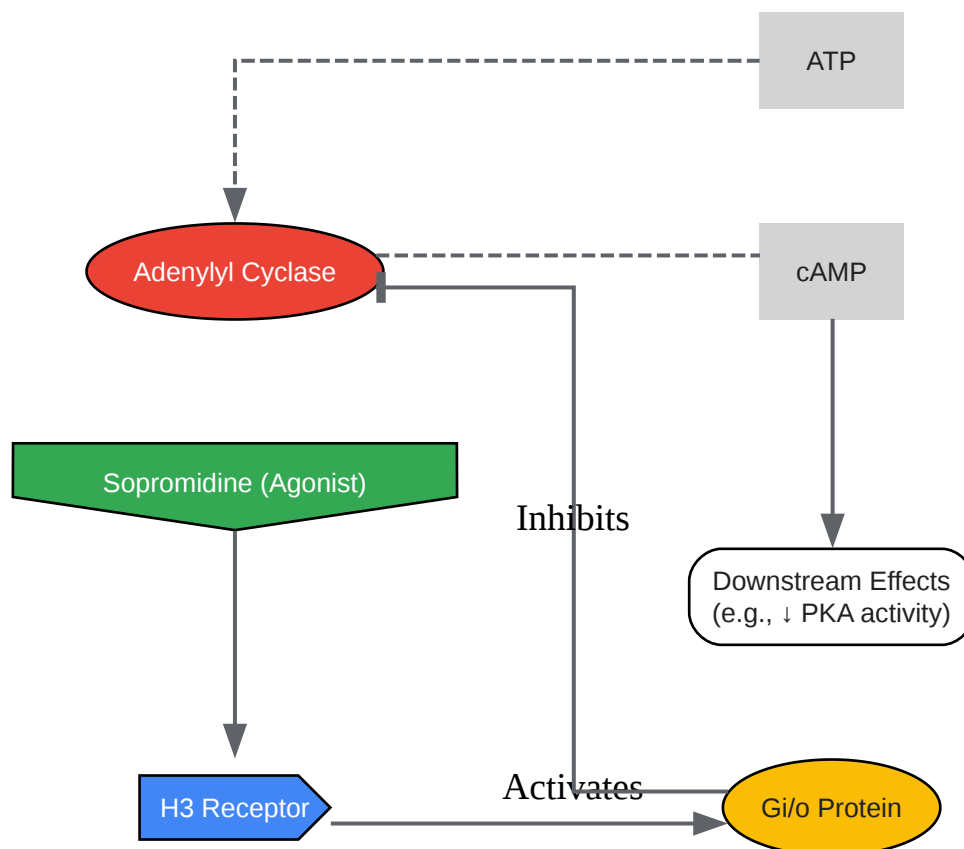 ATP
Adenylyl Cyclase
cAMP
Sopromidine (Agonist)
Inhibits
Downstream Effects
(e.g., ↓ PKA activity)
Activates
H3 Receptor
Gi/o Protein